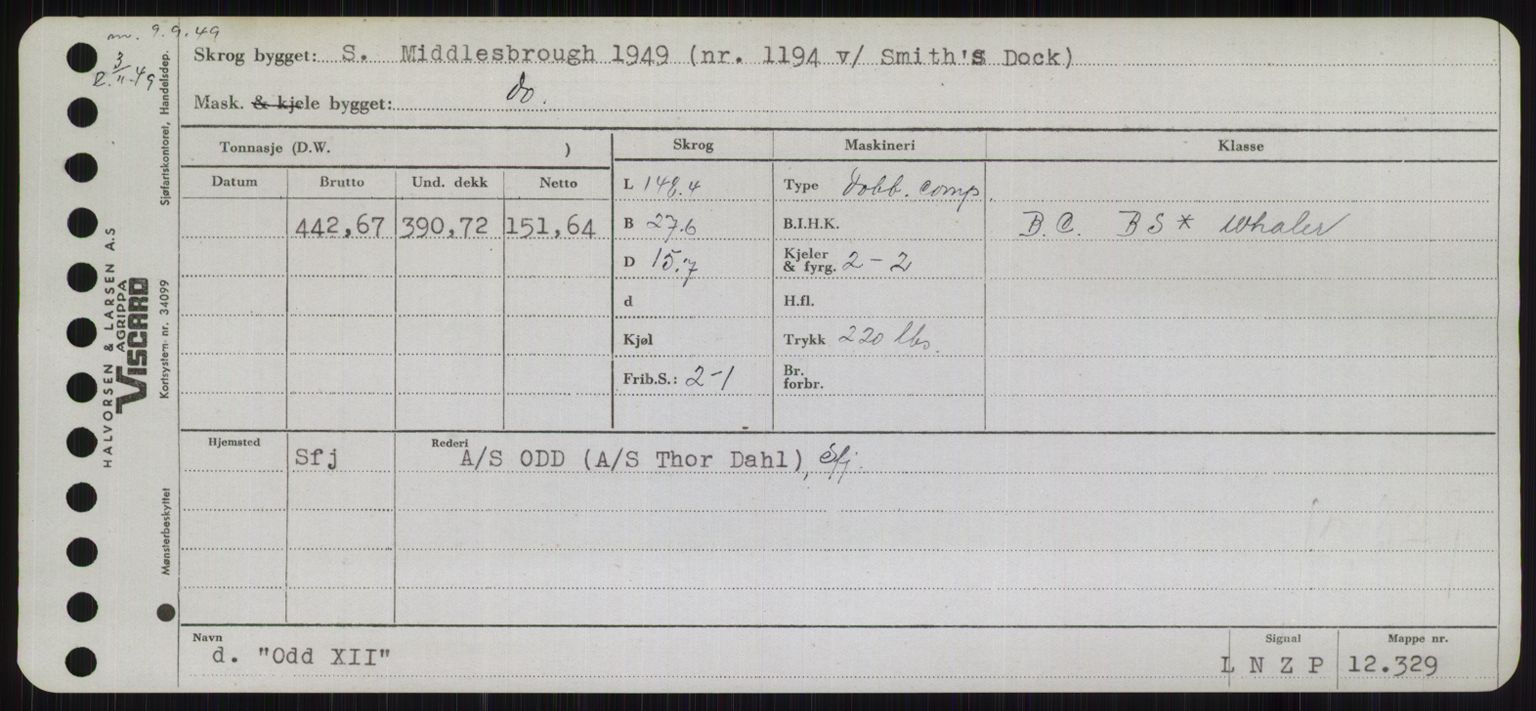 m. 9.9.49
R. 3/11-49
Skrog bygget: S. Middlesbrough 1949 (nr. 1194 v/ Smith's Dock)
Mask. & kjele bygget: do.
Tonnasje (D.W. )
Skrog
Maskineri
Klasse
Datum Brutto Und. dekk Netto
442,67 390,72 151,64
L 148.4
B 27.6
D 15.7
d
Kjøl
Frib.S.: 2-1
Type Dobb. comp.
B.I.H.K.
Kjeler & fyrg. 2 - 2
H.fl.
Trykk 220 lbs.
Br. forbr.
B.C. BS* Whaler
Hjemsted Rederi
Sfj A/S ODD (A/S Thor Dahl), Sfj.
Navn Signal Mappe nr.
d. "Odd XII" L N Z P 12.329
HALVORSEN & LARSEN A.S
AGRIPPA
VISCARD
Sjøfartskontoret, Handelsdep.
Kortsystem nr. 34099
Mønsterbeskyttet